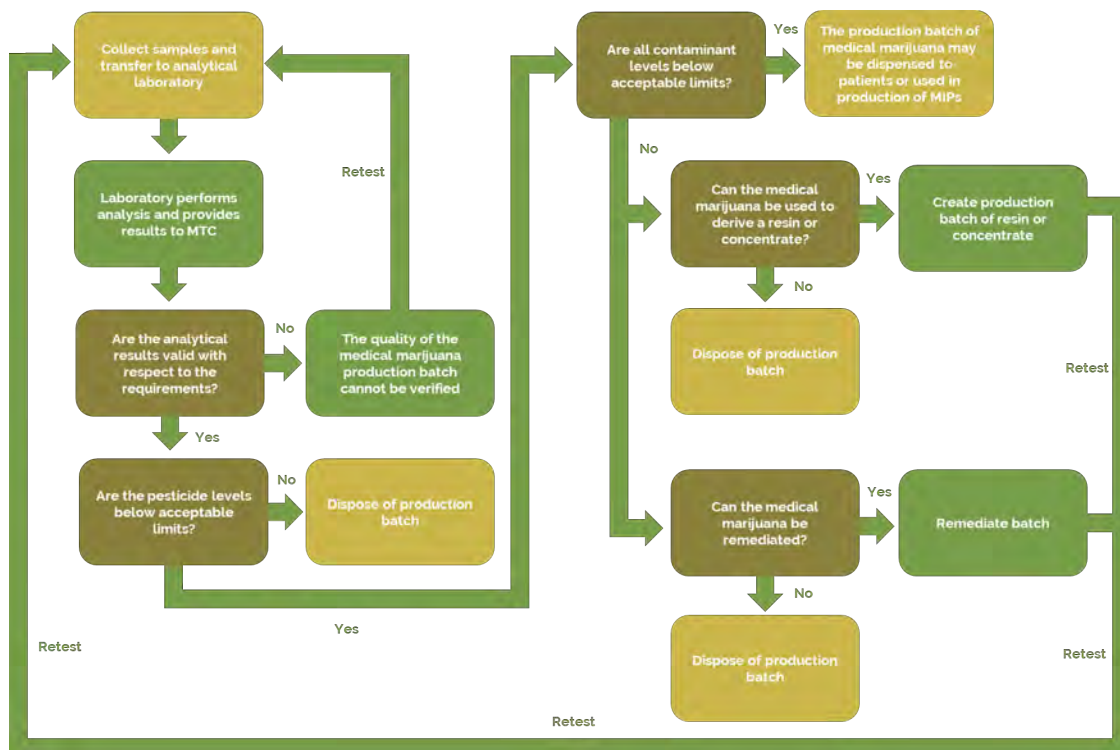 Collect samples and
transfer to analytical
laboratory
Retest
Laboratory performs
analysis and provides
results to MTC
Are the analytical
results valid with
respect to the
requirements?
No
The quality of the
medical marijuana
production batch
cannot be verified
Yes
Are the pesticide levels
below acceptable
limits?
No
Dispose of production
batch
Yes
Retest
Are all contaminant
levels below
acceptable limits?
Yes
The production batch of
medical marijuana may
be dispensed to
patients or used in
production of MIPs
No
Can the medical
marijuana be used to
derive a resin or
concentrate?
Yes
Create production
batch of resin or
concentrate
No
Dispose of production
batch
Retest
Can the medical
marijuana be
remediated?
Yes
Remediate batch
No
Dispose of production
batch
Retest
Retest